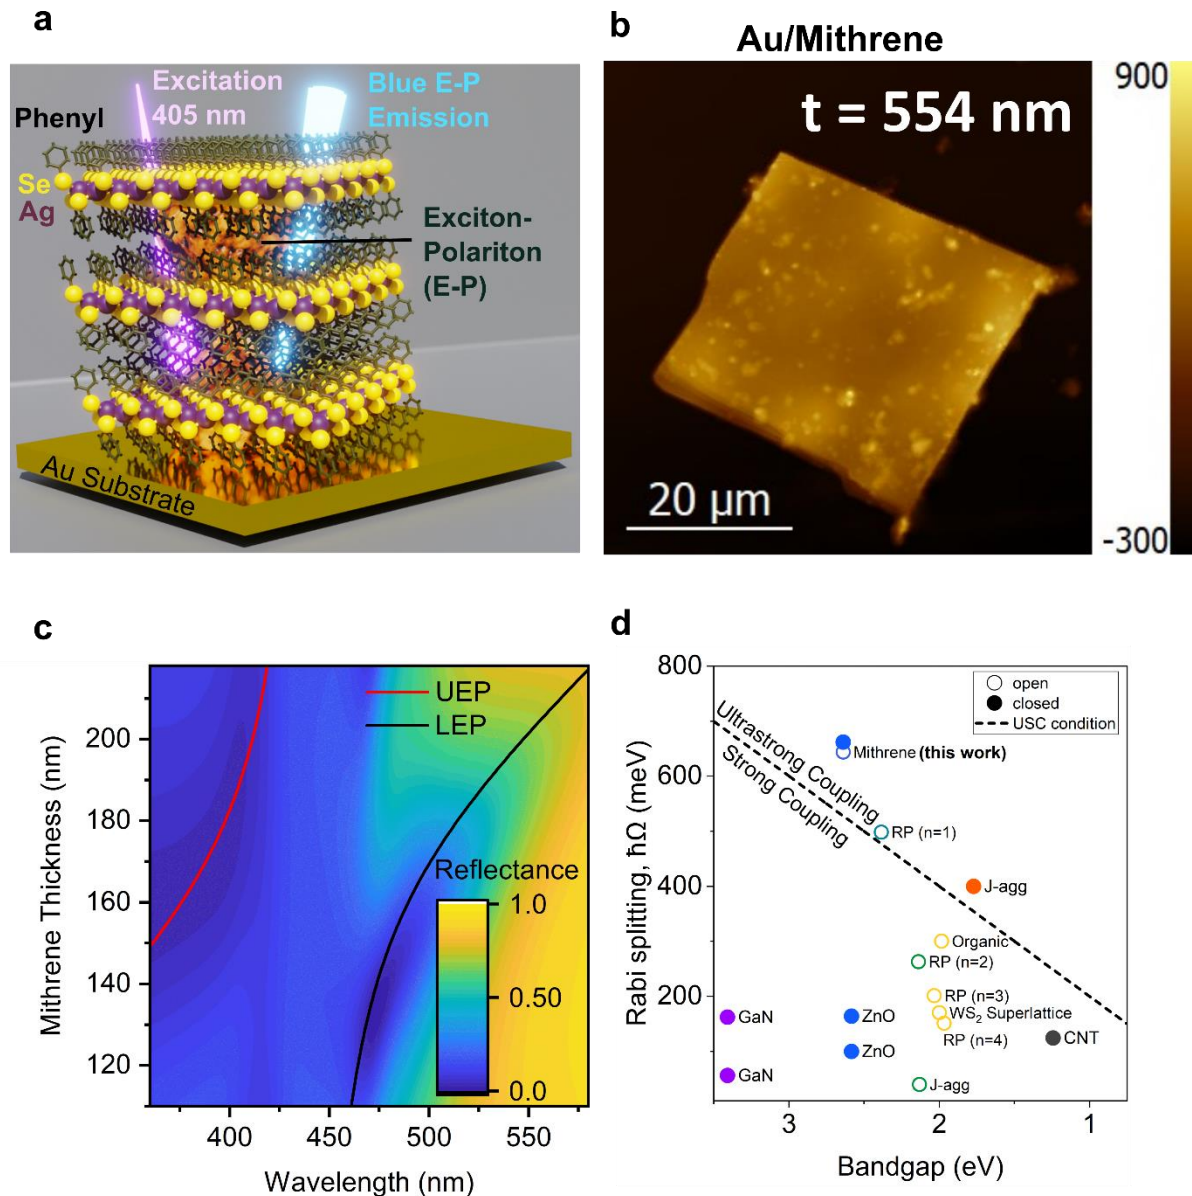 a
Excitation
405 nm
Blue E-P
Emission
Phenyl
Se
Ag
Exciton-
Polariton
(E-P)
Au Substrate
b
Au/Mithrene
t = 554 nm
20 µm
900
-300
c
UEP
LEP
Reflectance
1.0
0.50
0.0
200
180
160
140
120
Mithrene Thickness (nm)
400
450
500
550
Wavelength (nm)
d
800
600
400
200
Rabi splitting, ħΩ (meV)
open
closed
USC condition
Ultrastrong Coupling
Strong Coupling
Mithrene (this work)
RP (n=1)
J-agg
Organic
RP (n=2)
RP (n=3)
WS₂ Superlattice
RP (n=4)
GaN
ZnO
CNT
ZnO
GaN
J-agg
3
2
1
Bandgap (eV)